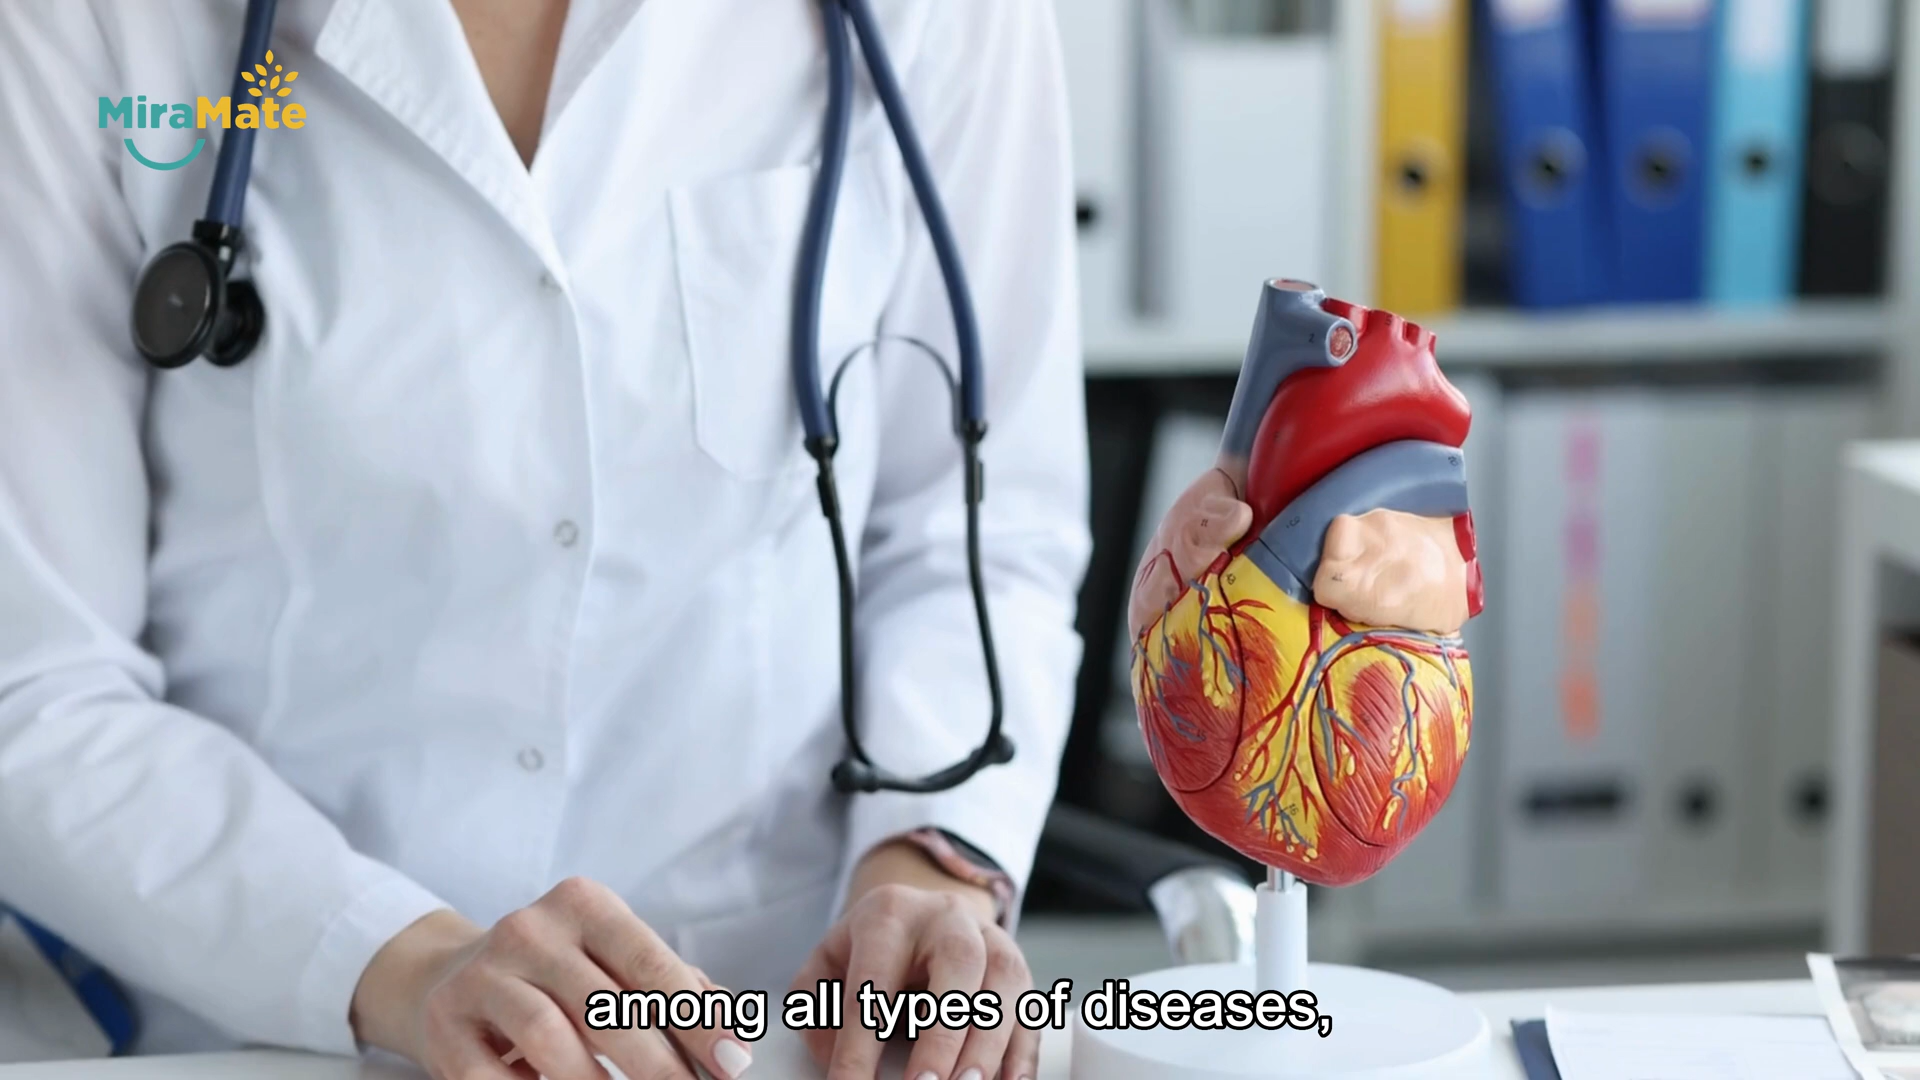 MiraMate
among all types of diseases,